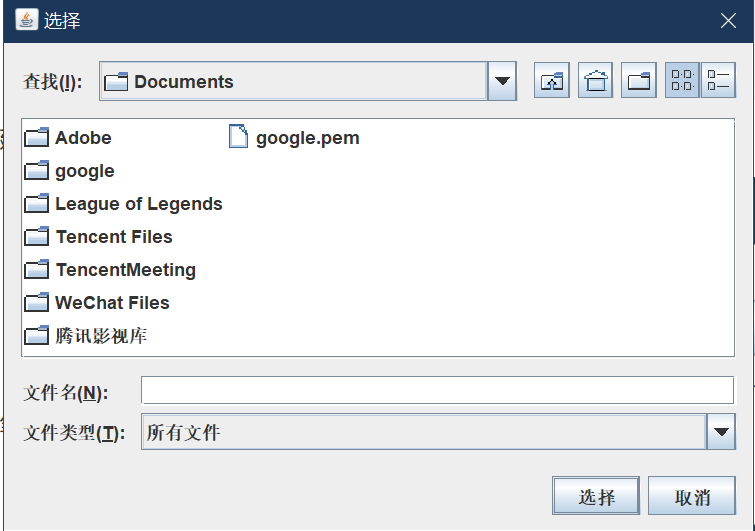 选择
查找(I):
Documents
Adobe
google
League of Legends
Tencent Files
TencentMeeting
WeChat Files
腾讯影视库
google.pem
文件名(N):
文件类型(T):
所有文件
选择
取消